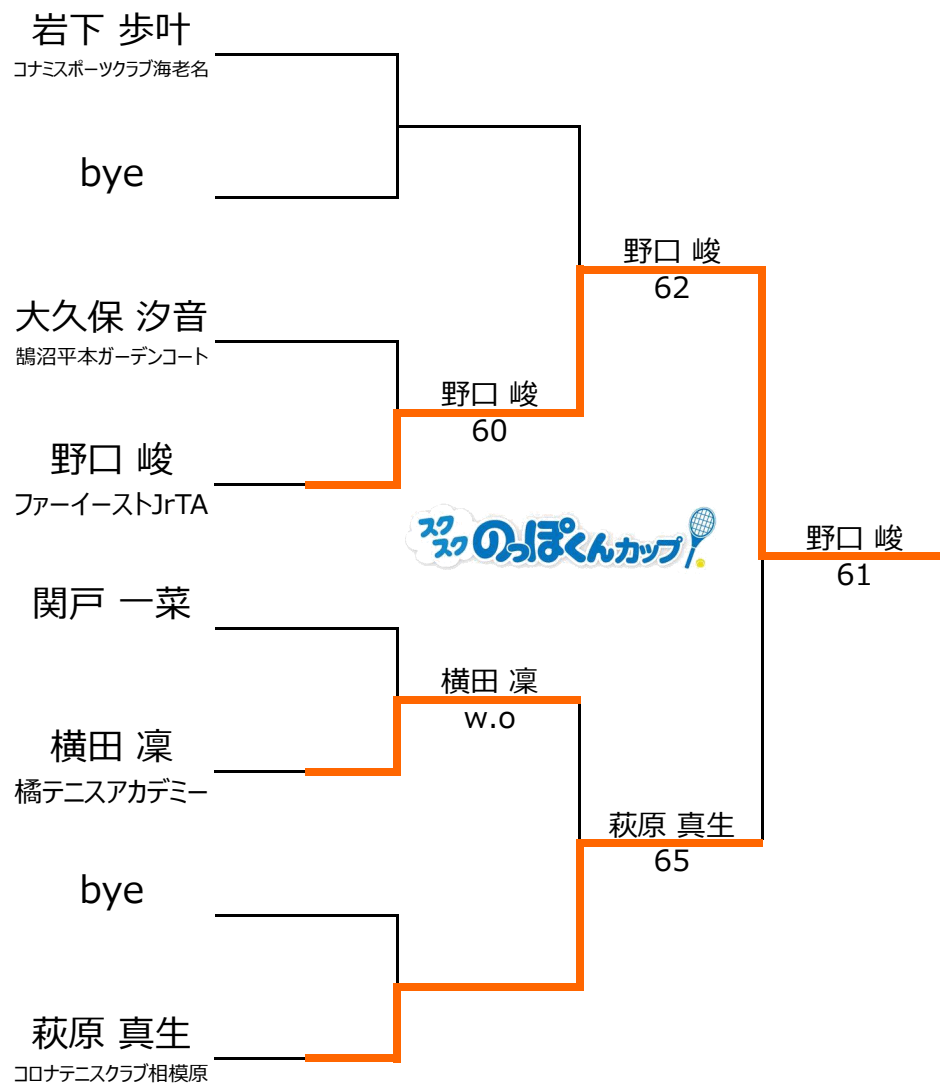 岩下 歩叶
コナミスポーツクラブ海老名
bye
野口 峻
62
大久保 汐音
鵠沼平本ガーデンコート
野口 峻
60
野口 峻
ファーイーストJrTA
スクスク のっぽくんカップ!
野口 峻
61
関戸 一菜
横田 凜
w.o
横田 凜
橘テニスアカデミー
萩原 真生
65
bye
萩原 真生
コロナテニスクラブ相模原